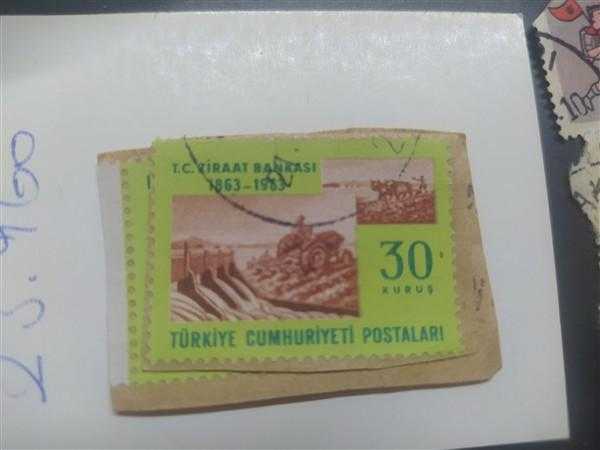 T.C. ZİRAAT BANKASI
1863-1963
30
KURUŞ
TÜRKİYE CUMHURİYETİ POSTALARI